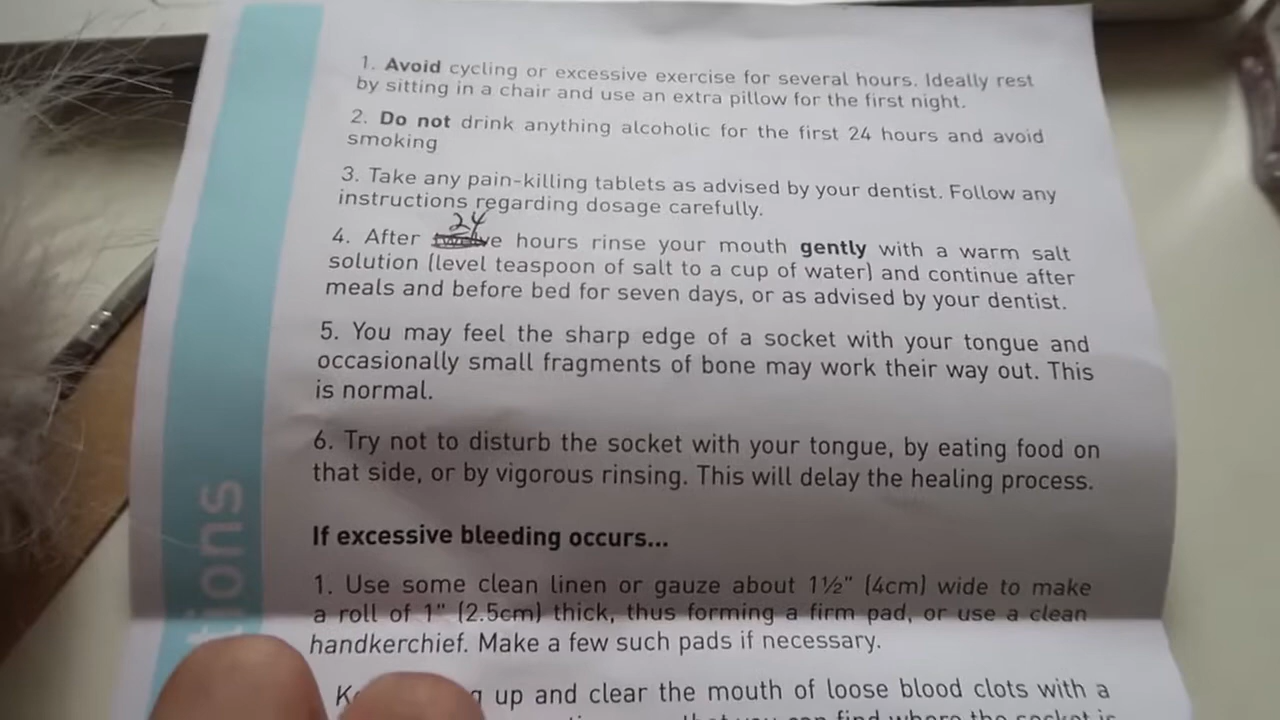 1. Avoid cycling or excessive exercise for several hours. Ideally rest
by sitting in a chair and use an extra pillow for the first night.
2. Do not drink anything alcoholic for the first 24 hours and avoid
smoking
3. Take any pain-killing tablets as advised by your dentist. Follow any
instructions regarding dosage carefully.
24
4. After twelve hours rinse your mouth gently with a warm salt
solution (level teaspoon of salt to a cup of water) and continue after
meals and before bed for seven days, or as advised by your dentist.
5. You may feel the sharp edge of a socket with your tongue and
occasionally small fragments of bone may work their way out. This
is normal.
6. Try not to disturb the socket with your tongue, by eating food on
that side, or by vigorous rinsing. This will delay the healing process.
If excessive bleeding occurs...
1. Use some clean linen or gauze about 1½" (4cm) wide to make
a roll of 1" (2.5cm) thick, thus forming a firm pad, or use a clean
handkerchief. Make a few such pads if necessary.
up and clear the mouth of loose blood clots with a
that you can find where the socket is
tions